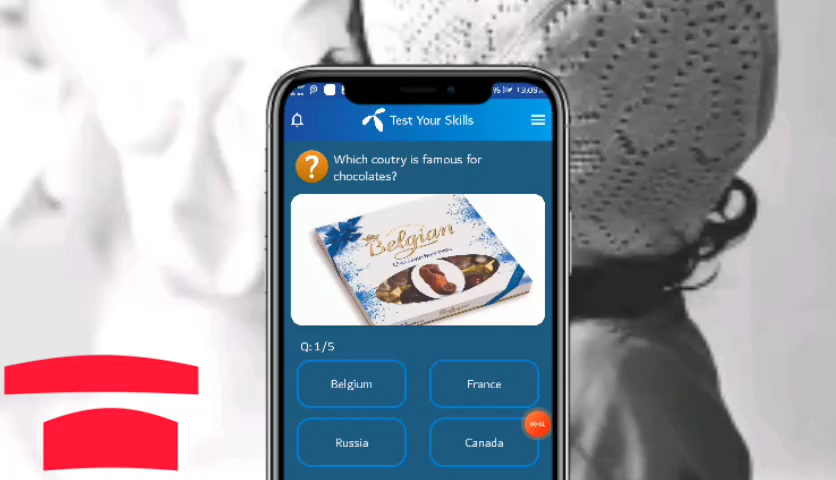 Test Your Skills
Which coutry is famous for
chocolates?
Belgian
Q: 1/5
Belgium
France
Russia
Canada